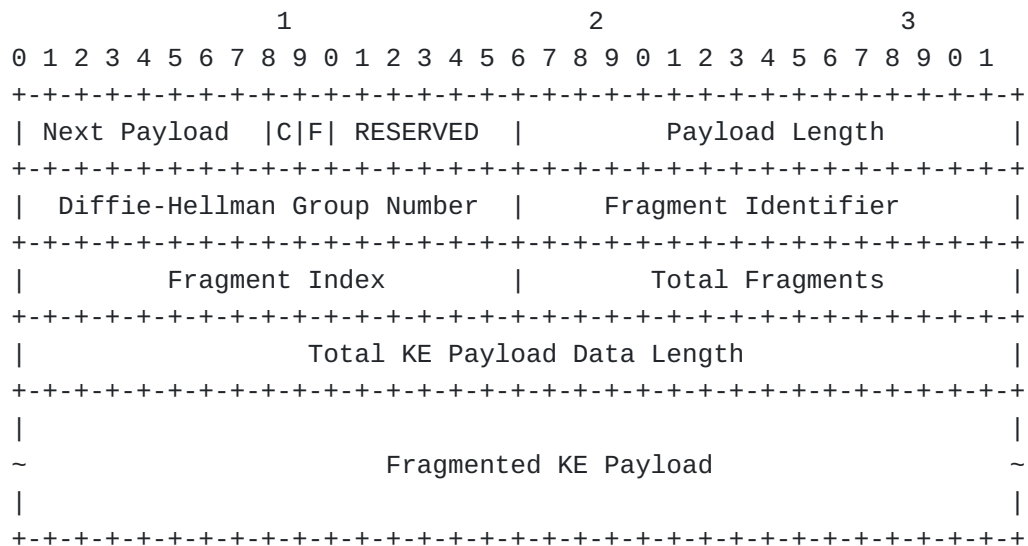 1                   2                   3
0 1 2 3 4 5 6 7 8 9 0 1 2 3 4 5 6 7 8 9 0 1 2 3 4 5 6 7 8 9 0 1
+-+-+-+-+-+-+-+-+-+-+-+-+-+-+-+-+-+-+-+-+-+-+-+-+-+-+-+-+-+-+-+-+
| Next Payload  |C|F| RESERVED  |         Payload Length        |
+-+-+-+-+-+-+-+-+-+-+-+-+-+-+-+-+-+-+-+-+-+-+-+-+-+-+-+-+-+-+-+-+
|  Diffie-Hellman Group Number  |     Fragment Identifier       |
+-+-+-+-+-+-+-+-+-+-+-+-+-+-+-+-+-+-+-+-+-+-+-+-+-+-+-+-+-+-+-+-+
|         Fragment Index        |        Total Fragments        |
+-+-+-+-+-+-+-+-+-+-+-+-+-+-+-+-+-+-+-+-+-+-+-+-+-+-+-+-+-+-+-+-+
|                  Total KE Payload Data Length                 |
+-+-+-+-+-+-+-+-+-+-+-+-+-+-+-+-+-+-+-+-+-+-+-+-+-+-+-+-+-+-+-+-+
|                                                               |
~                       Fragmented KE Payload                   ~
|                                                               |
+-+-+-+-+-+-+-+-+-+-+-+-+-+-+-+-+-+-+-+-+-+-+-+-+-+-+-+-+-+-+-+-+